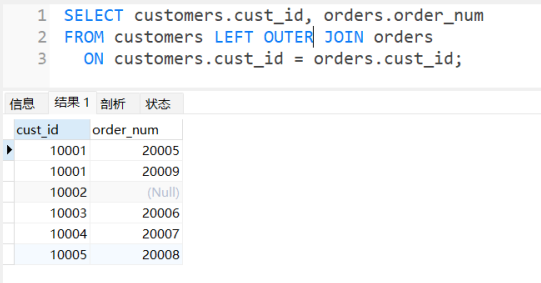 1 SELECT customers.cust_id, orders.order_num
2 FROM customers LEFT OUTER JOIN orders
3 ON customers.cust_id = orders.cust_id;
信息 结果 1 剖析 状态
cust_id order_num
10001 20005
10001 20009
10002 (Null)
10003 20006
10004 20007
10005 20008